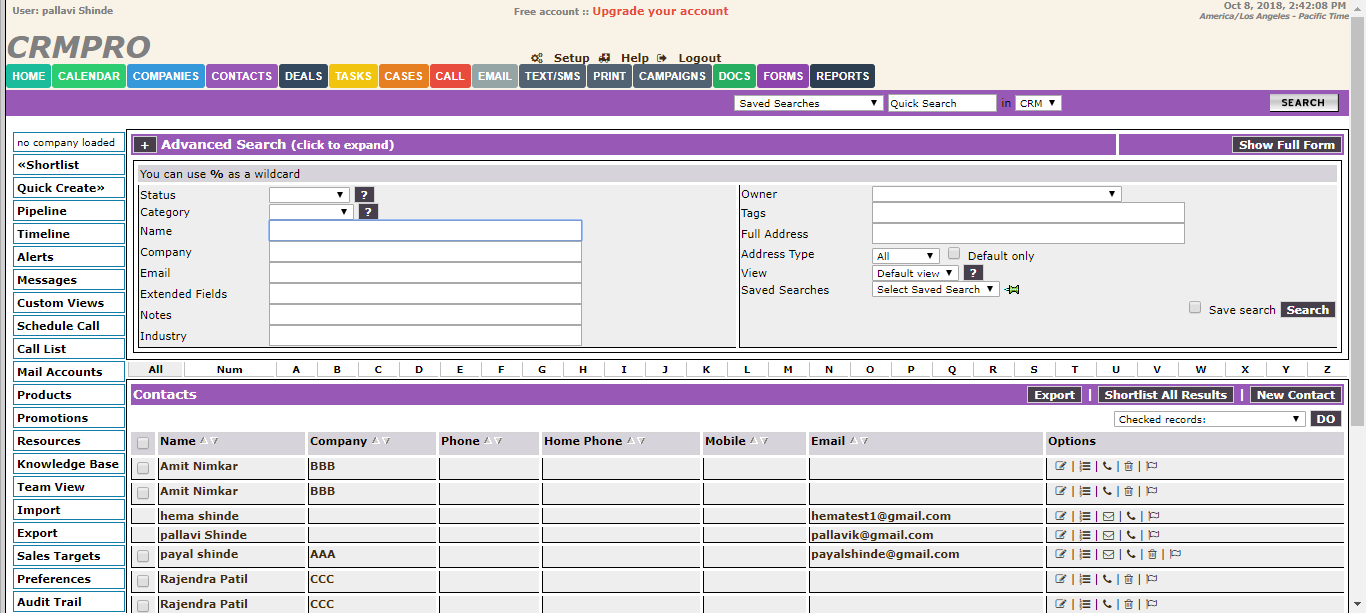 User: pallavi Shinde
Free account :: Upgrade your account
Oct 8, 2018, 2:42:08 PM
America/Los Angeles - Pacific Time
CRMPRO
Setup Help Logout
HOME CALENDAR COMPANIES CONTACTS DEALS TASKS CASES CALL EMAIL TEXT/SMS PRINT CAMPAIGNS DOCS FORMS REPORTS
Saved Searches Quick Search in CRM SEARCH
no company loaded
«Shortlist
Quick Create»
Pipeline
Timeline
Alerts
Messages
Custom Views
Schedule Call
Call List
Mail Accounts
Products
Promotions
Resources
Knowledge Base
Team View
Import
Export
Sales Targets
Preferences
Audit Trail
+ Advanced Search (click to expand) Show Full Form
You can use % as a wildcard
Status ?
Category ?
Name
Company
Email
Extended Fields
Notes
Industry
Owner
Tags
Full Address
Address Type All Default only
View Default view ?
Saved Searches Select Saved Search
Save search Search
All Num A B C D E F G H I J K L M N O P Q R S T U V W X Y Z
Contacts Export | Shortlist All Results | New Contact
Checked records: DO
Name Company Phone Home Phone Mobile Email Options
Amit Nimkar BBB | | | |
Amit Nimkar BBB | | | |
hema shinde hematest1@gmail.com | | | |
pallavi Shinde pallavik@gmail.com | | | |
payal shinde AAA payalshinde@gmail.com | | | | |
Rajendra Patil CCC | | | |
Rajendra Patil CCC | | | |